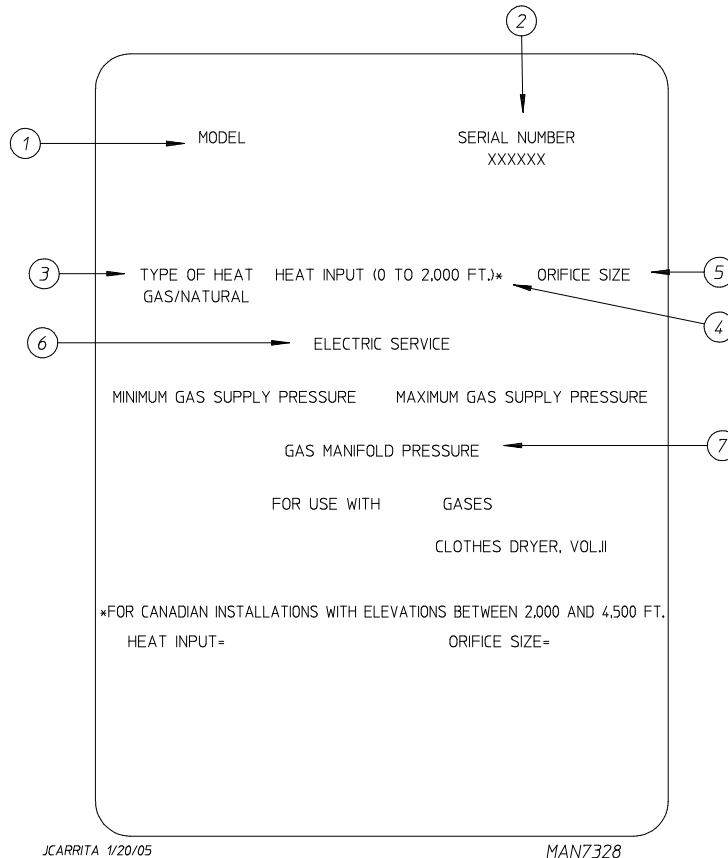 2
1
MODEL
SERIAL NUMBER
XXXXXX
3
TYPE OF HEAT HEAT INPUT (0 TO 2,000 FT.)* ORIFICE SIZE
5
GAS/NATURAL
4
6
ELECTRIC SERVICE
MINIMUM GAS SUPPLY PRESSURE MAXIMUM GAS SUPPLY PRESSURE
GAS MANIFOLD PRESSURE
7
FOR USE WITH GASES
CLOTHES DRYER, VOL.II
*FOR CANADIAN INSTALLATIONS WITH ELEVATIONS BETWEEN 2,000 AND 4,500 FT.
HEAT INPUT= ORIFICE SIZE=
JCARRITA 1/20/05 MAN7328